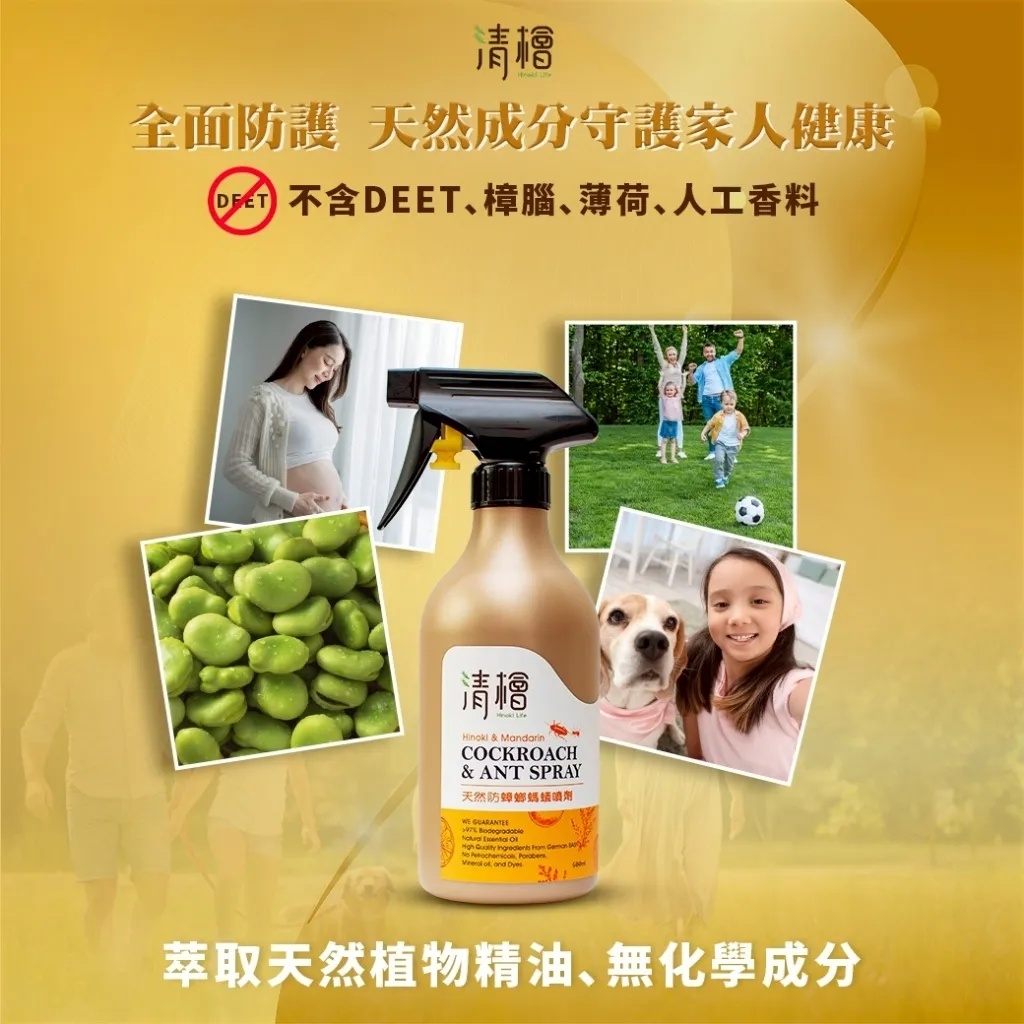 清檜
Hinoki Life
全面防護 天然成分守護家人健康
DEET
不含DEET、樟腦、薄荷、人工香料
清檜
Hinoki Life
Hinoki & Mandarin
COCKROACH
& ANT SPRAY
天然防蟑螂螞蟻噴劑
WE GUARANTEE
>97% Biodegradable
Natural Essential Oil
High Quality Ingredients From German BASF
No Petrochemicals, Parabens,
Mineral-oil, and Dyes.
萃取天然植物精油、無化學成分